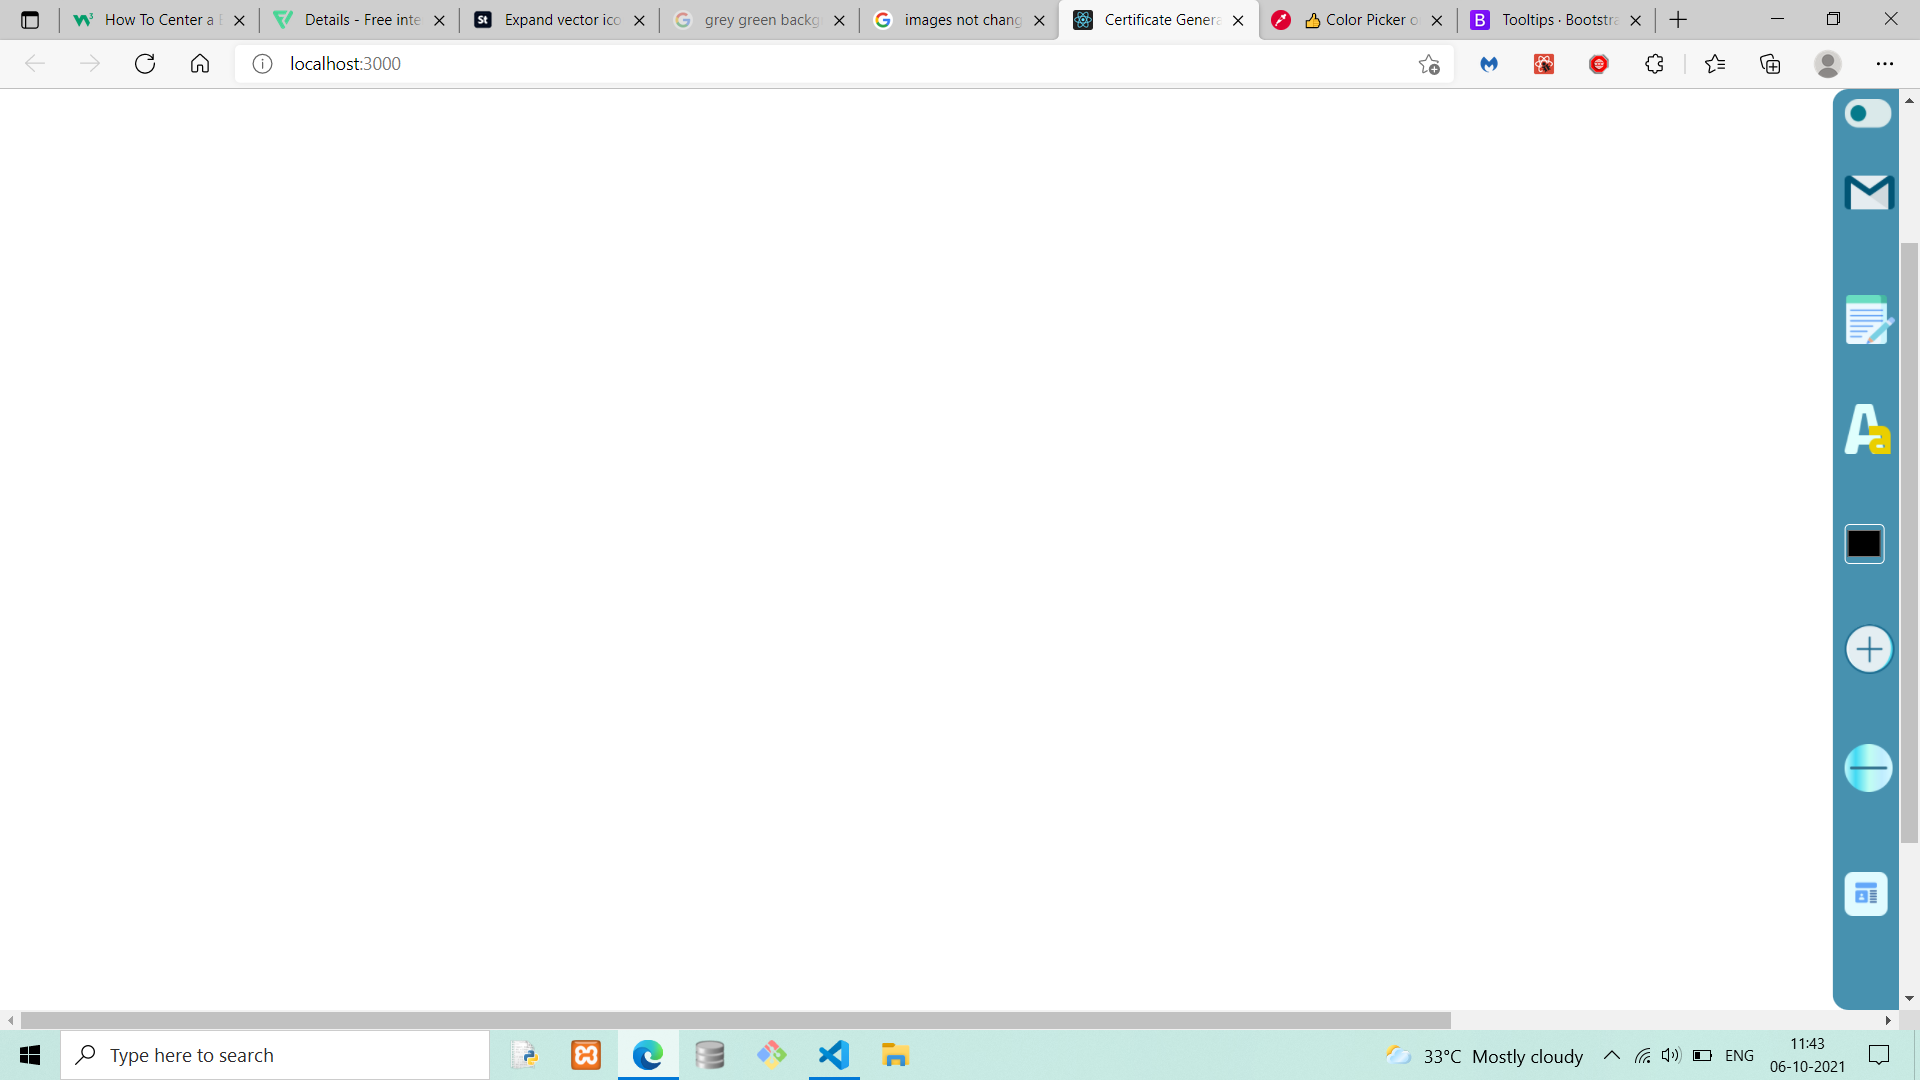 How To Center a
Details - Free inte
Expand vector ico
grey green backg
images not chang
Certificate Genera
👍 Color Picker o
Tooltips · Bootstra
localhost:3000
Aa
Type here to search
33°C Mostly cloudy
ENG
11:43
06-10-2021